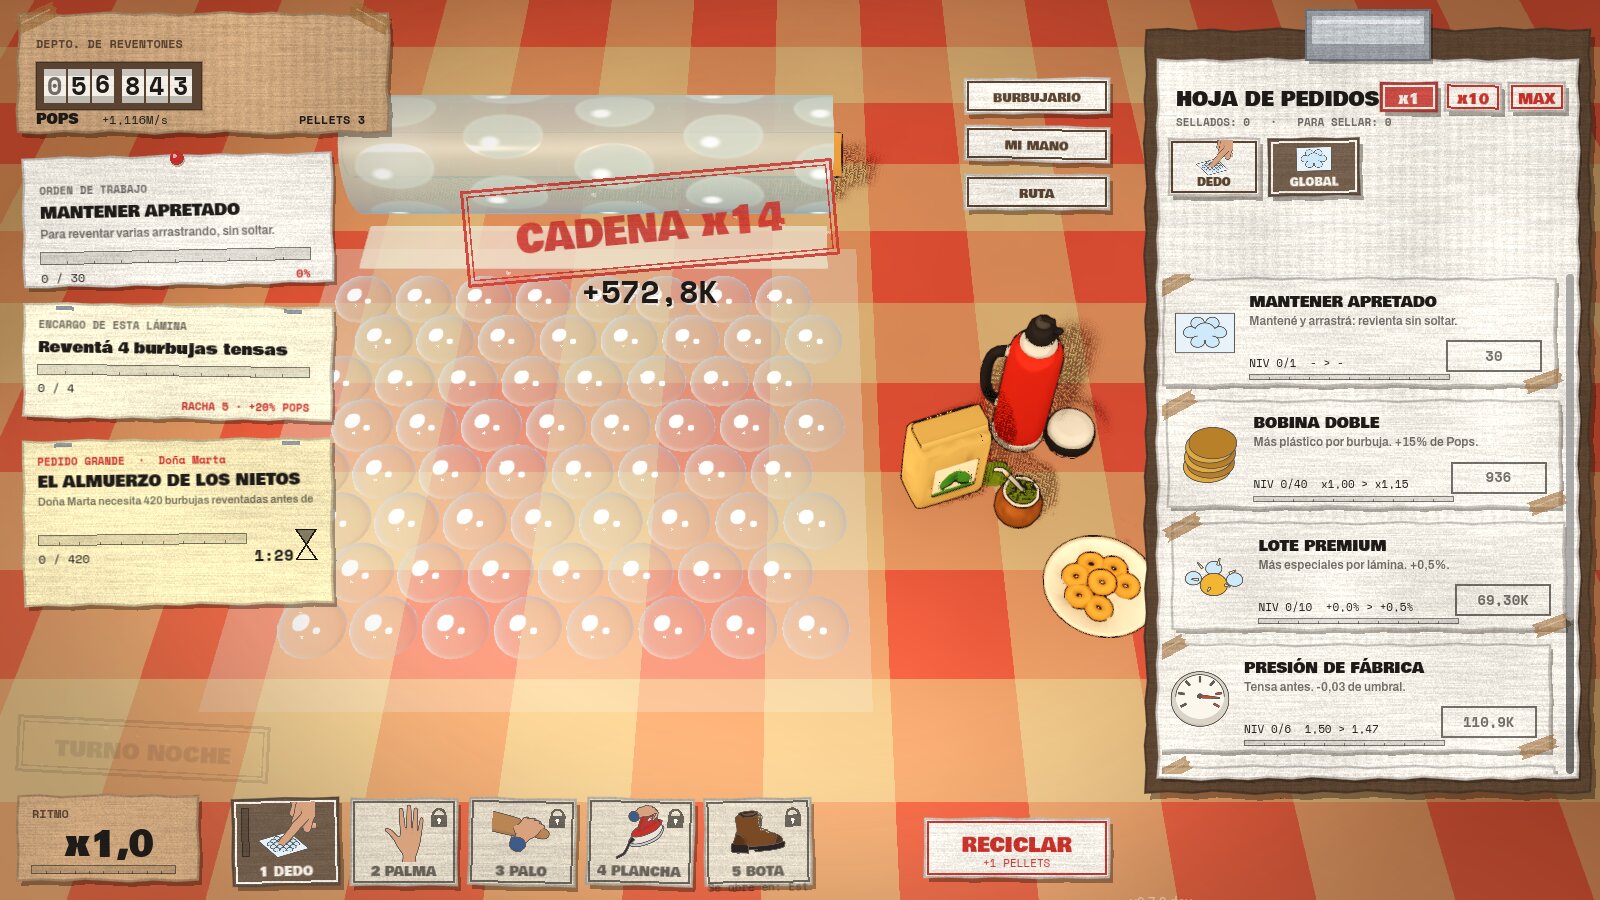 DEPTO. DE REVENTONES
056843
POPS +1,116M/s PELLETS 3
ORDEN DE TRABAJO
MANTENER APRETADO
Para reventar varias arrastrando, sin soltar.
0 / 30 0%
ENCARGO DE ESTA LÁMINA
Reventá 4 burbujas tensas
0 / 4
RACHA 5 · +20% POPS
PEDIDO GRANDE · Doña Marta
EL ALMUERZO DE LOS NIETOS
Doña Marta necesita 420 burbujas reventadas antes de
0 / 420 1:29
TURNO NOCHE
RITMO
x1,0
CADENA x14
+572,8K
BURBUJARIO
MI MANO
RUTA
1 DEDO
2 PALMA
3 PALO
4 PLANCHA
5 BOTA
Se abre en: Est.
RECICLAR
+1 PELLETS
HOJA DE PEDIDOS x1 x10 MAX
SELLADOS: 0 · PARA SELLAR: 0
DEDO GLOBAL
MANTENER APRETADO
Mantené y arrastrá: revienta sin soltar.
NIV 0/1 - > - 30
BOBINA DOBLE
Más plástico por burbuja. +15% de Pops.
NIV 0/40 x1,00 > x1,15 936
LOTE PREMIUM
Más especiales por lámina. +0,5%.
NIV 0/10 +0,0% > +0,5% 69,30K
PRESIÓN DE FÁBRICA
Tensa antes. -0,03 de umbral.
NIV 0/6 1,50 > 1,47 110,9K